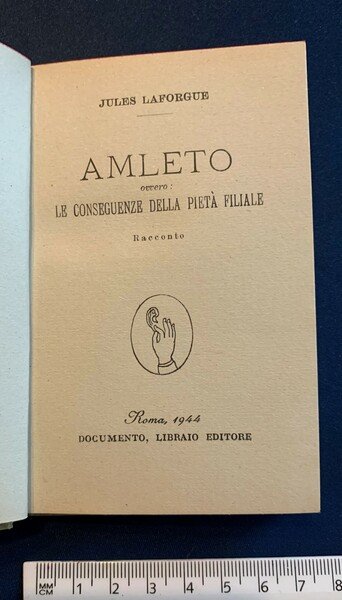 JULES LAFORGUE
AMLETO
ovvero:
LE CONSEGUENZE DELLA PIETÀ FILIALE
Racconto
Roma, 1944
DOCUMENTO, LIBRAIO EDITORE
MM
CM 1 2 3 4 5 6 7 8